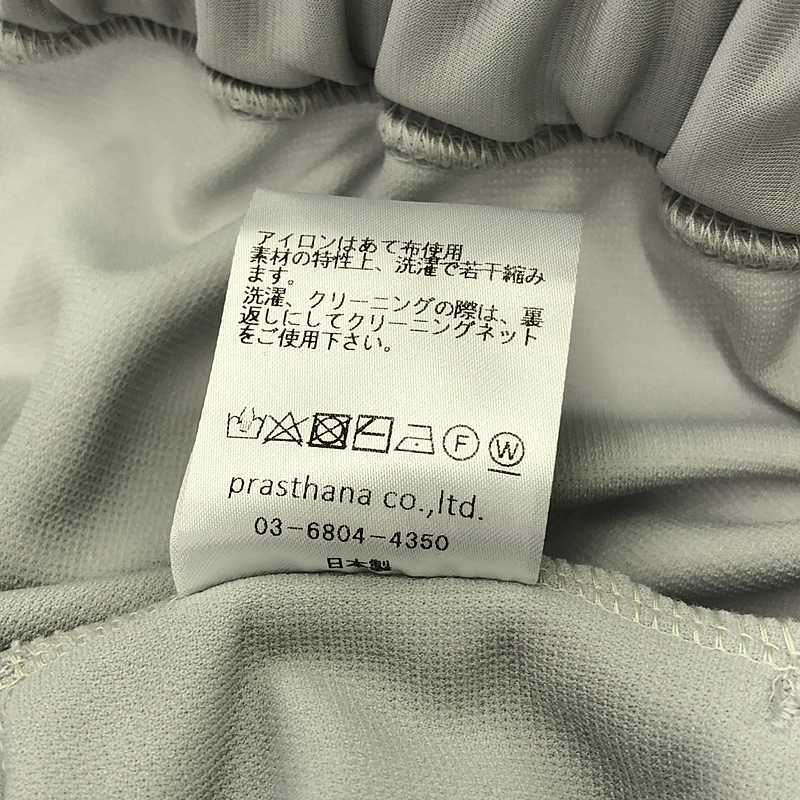 アイロンはあて布使用
素材の特性上、洗濯で若干縮み
ます。
洗濯、クリーニングの際は、裏
返しにしてクリーニングネット
をご使用下さい。
F W
prasthana co.,ltd.
03-6804-4350
日本製